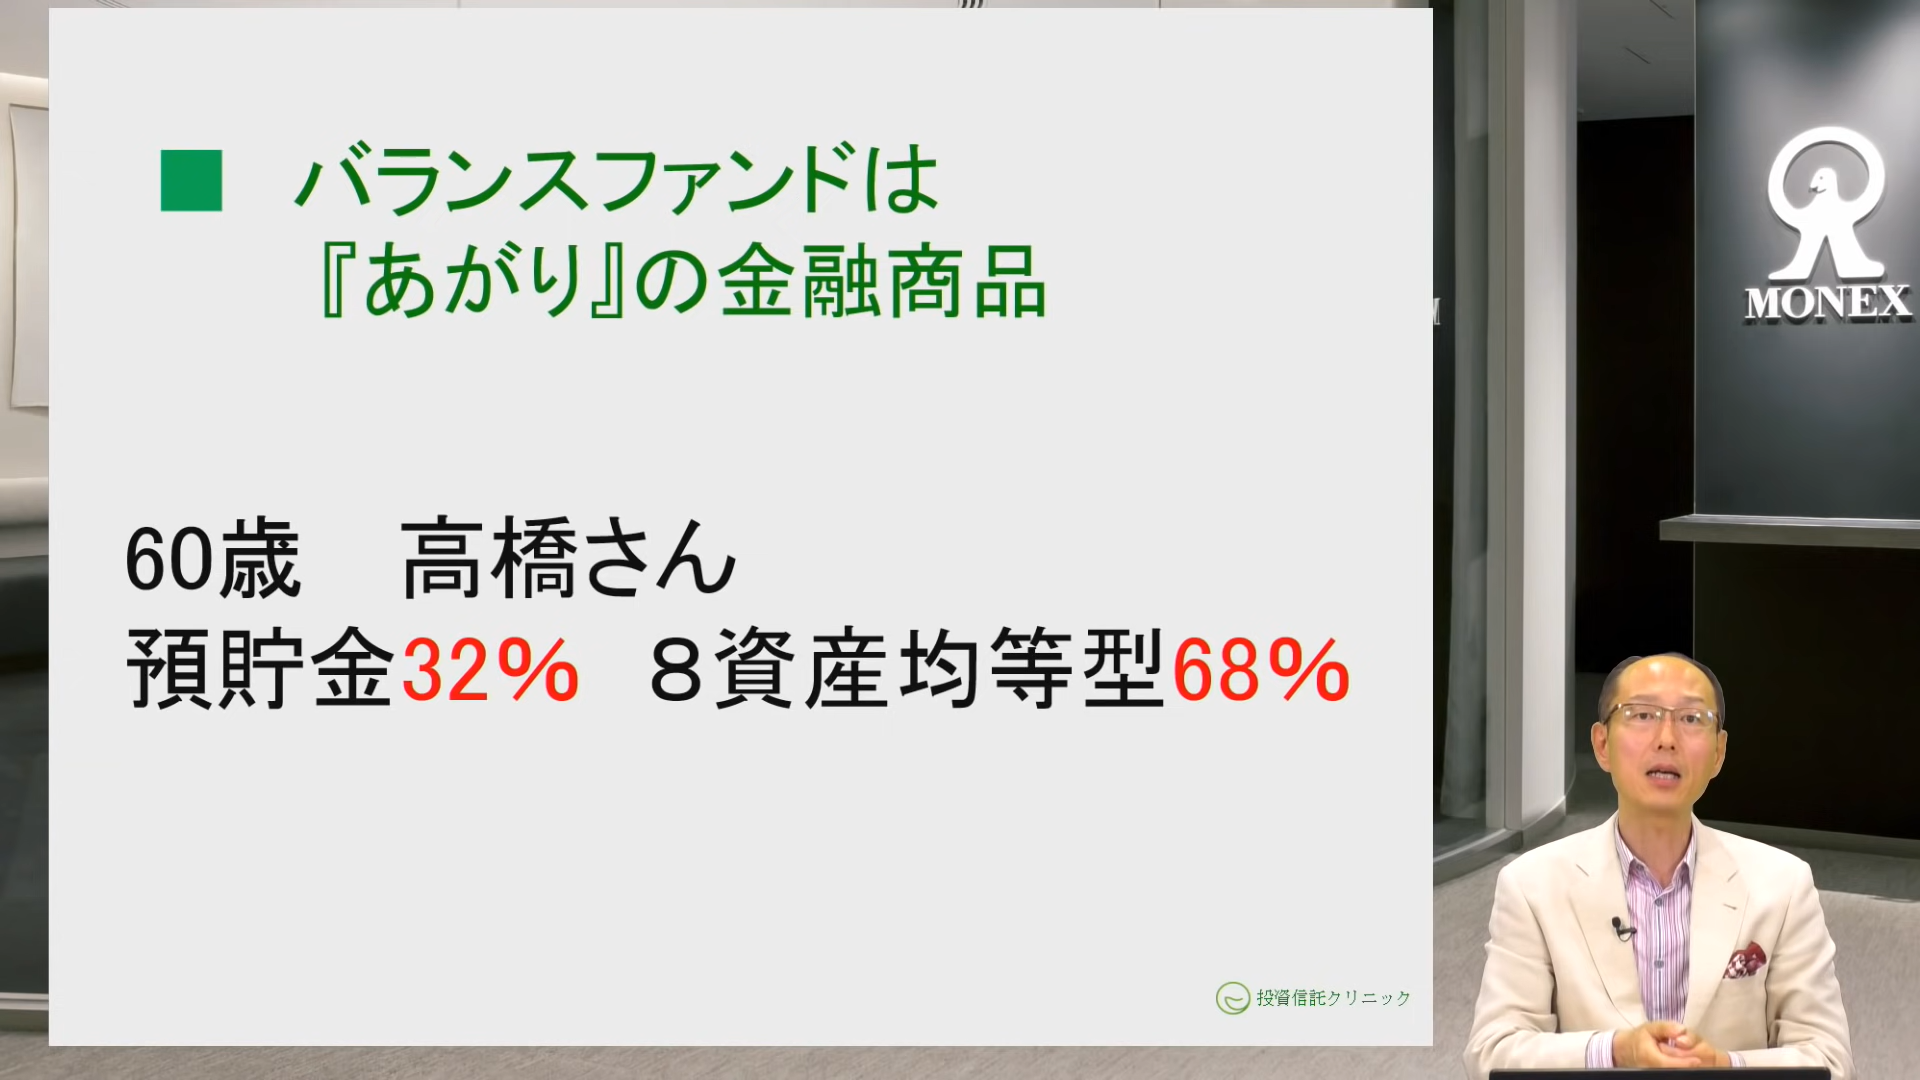 ■ バランスファンドは
『あがり』の金融商品
60歳　高橋さん
預貯金32%　８資産均等型68%
投資信託クリニック
MONEX